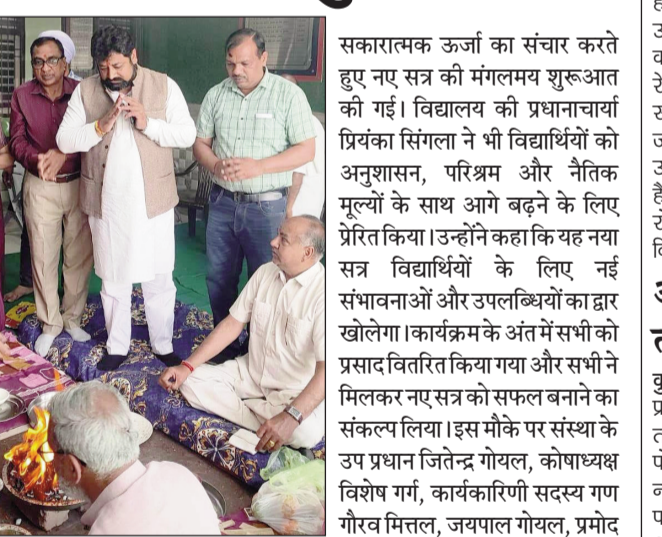 सकारात्मक ऊर्जा का संचार करते
हुए नए सत्र की मंगलमय शुरूआत
की गई। विद्यालय की प्रधानाचार्या
प्रियंका सिंगला ने भी विद्यार्थियों को
अनुशासन, परिश्रम और नैतिक
मूल्यों के साथ आगे बढ़ने के लिए
प्रेरित किया।उन्होंने कहा कि यह नया
सत्र विद्यार्थियों के लिए नई
संभावनाओं और उपलब्धियों का द्वार
खोलेगा।कार्यक्रम के अंत में सभी को
प्रसाद वितरित किया गया और सभी ने
मिलकर नए सत्र को सफल बनाने का
संकल्प लिया।इस मौके पर संस्था के
उप प्रधान जितेन्द्र गोयल, कोषाध्यक्ष
विशेष गर्ग, कार्यकारिणी सदस्य गण
गौरव मित्तल, जयपाल गोयल, प्रमोद